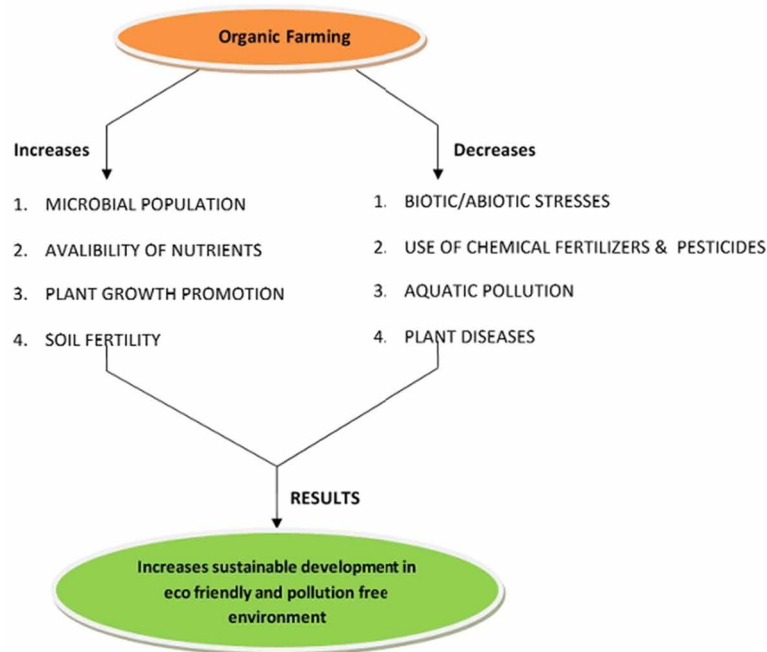 Organic Farming
Increases
1. MICROBIAL POPULATION
2. AVALIBILITY OF NUTRIENTS
3. PLANT GROWTH PROMOTION
4. SOIL FERTILITY
Decreases
1. BIOTIC/ABIOTIC STRESSES
2. USE OF CHEMICAL FERTILIZERS & PESTICIDES
3. AQUATIC POLLUTION
4. PLANT DISEASES
RESULTS
Increases sustainable development in
eco friendly and pollution free
environment